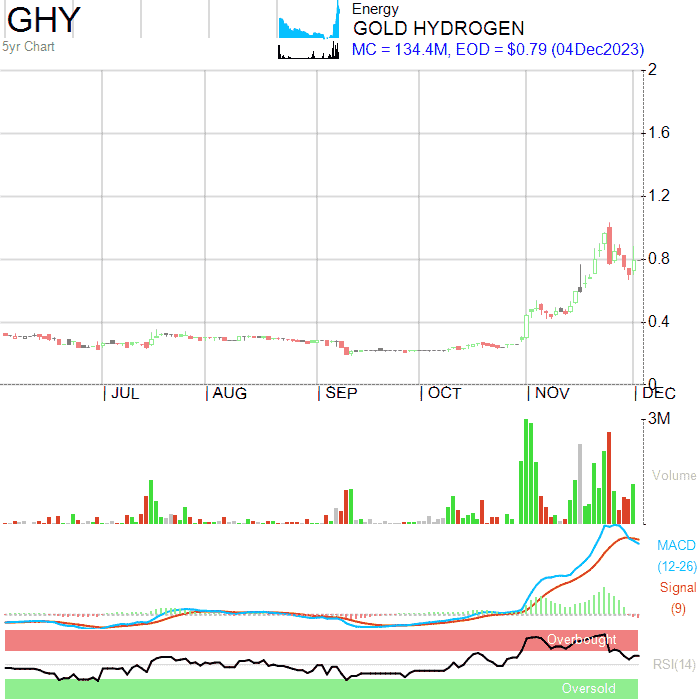 GHY
5yr Chart
Energy
GOLD HYDROGEN
MC = 134.4M, EOD = $0.79 (04Dec2023)
2
1.6
1.2
0.8
0.4
0
JUL AUG SEP OCT NOV DEC
3M
Volume
MACD
(12-26)
Signal
(9)
Overbought
RSI(14)
Oversold